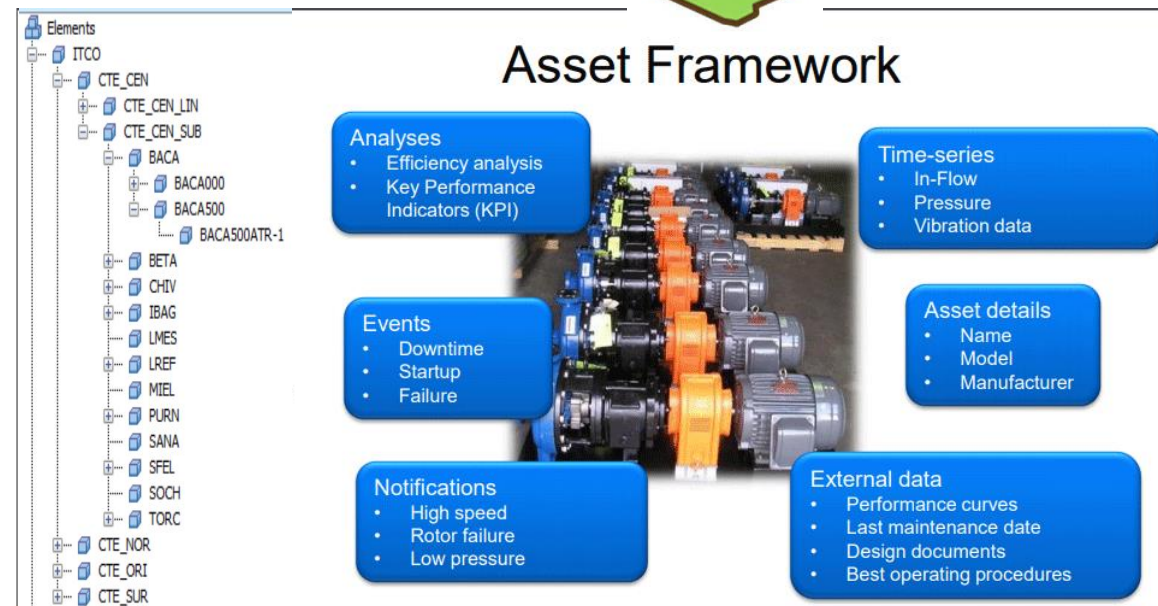 Elements
ITCO
CTE_CEN
CTE_CEN_LIN
CTE_CEN_SUB
BACA
BACA000
BACA500
BACA500ATR-1
BETA
CHIV
IBAG
LMES
LREF
MIEL
PURN
SANA
SFEL
SOCH
TORC
CTE_NOR
CTE_ORI
CTE_SUR
Asset Framework
Analyses
• Efficiency analysis
• Key Performance
Indicators (KPI)
Time-series
• In-Flow
• Pressure
• Vibration data
Events
• Downtime
• Startup
• Failure
Asset details
• Name
• Model
• Manufacturer
Notifications
• High speed
• Rotor failure
• Low pressure
External data
• Performance curves
• Last maintenance date
• Design documents
• Best operating procedures